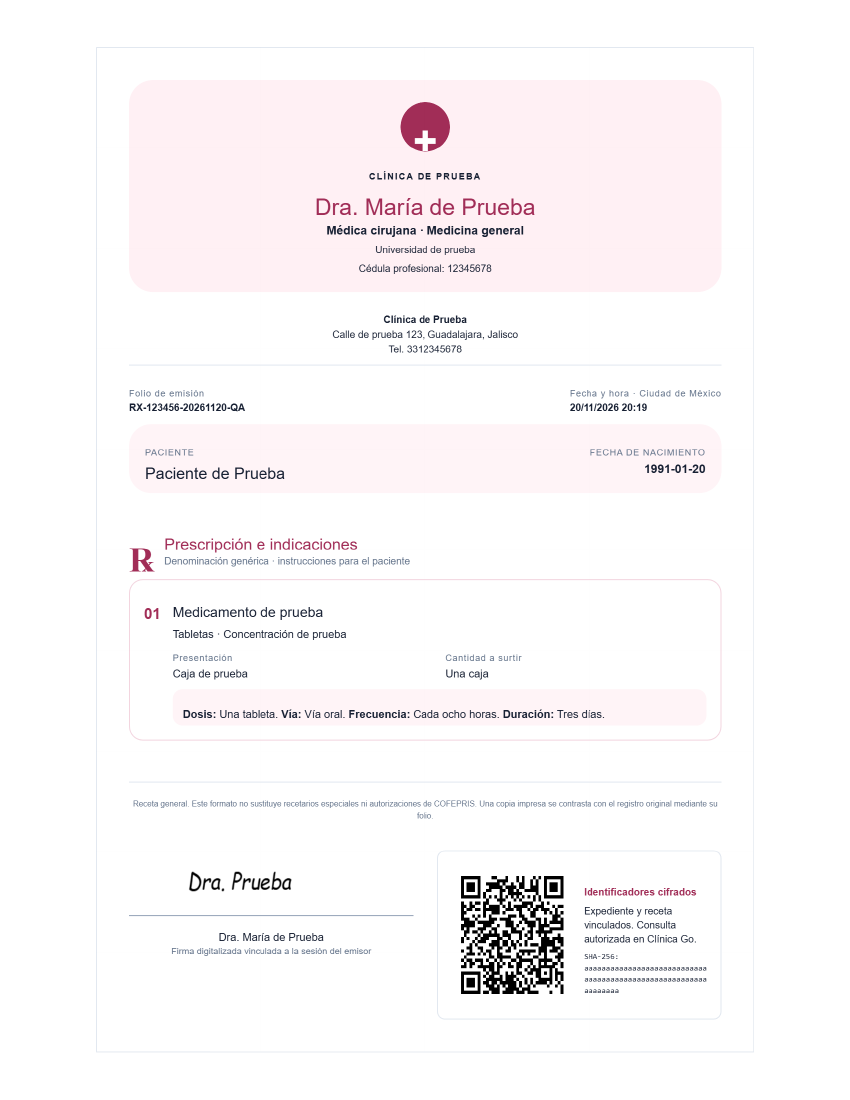 CLÍNICA DE PRUEBA
Dra. María de Prueba
Médica cirujana · Medicina general
Universidad de prueba
Cédula profesional: 12345678
Clínica de Prueba
Calle de prueba 123, Guadalajara, Jalisco
Tel. 3312345678
Folio de emisión
RX-123456-20261120-QA
Fecha y hora · Ciudad de México
20/11/2026 20:19
PACIENTE
Paciente de Prueba
FECHA DE NACIMIENTO
1991-01-20
℞
Prescripción e indicaciones
Denominación genérica · instrucciones para el paciente
01 Medicamento de prueba
Tabletas · Concentración de prueba
Presentación
Caja de prueba
Cantidad a surtir
Una caja
Dosis: Una tableta. Vía: Vía oral. Frecuencia: Cada ocho horas. Duración: Tres días.
Receta general. Este formato no sustituye recetarios especiales ni autorizaciones de COFEPRIS. Una copia impresa se contrasta con el registro original mediante su
folio.
Dra. Prueba
Dra. María de Prueba
Firma digitalizada vinculada a la sesión del emisor
Identificadores cifrados
Expediente y receta
vinculados. Consulta
autorizada en Clínica Go.
SHA-256:
aaaaaaaaaaaaaaaaaaaaaaaaaaaa
aaaaaaaaaaaaaaaaaaaaaaaaaaaa
aaaaaaaa